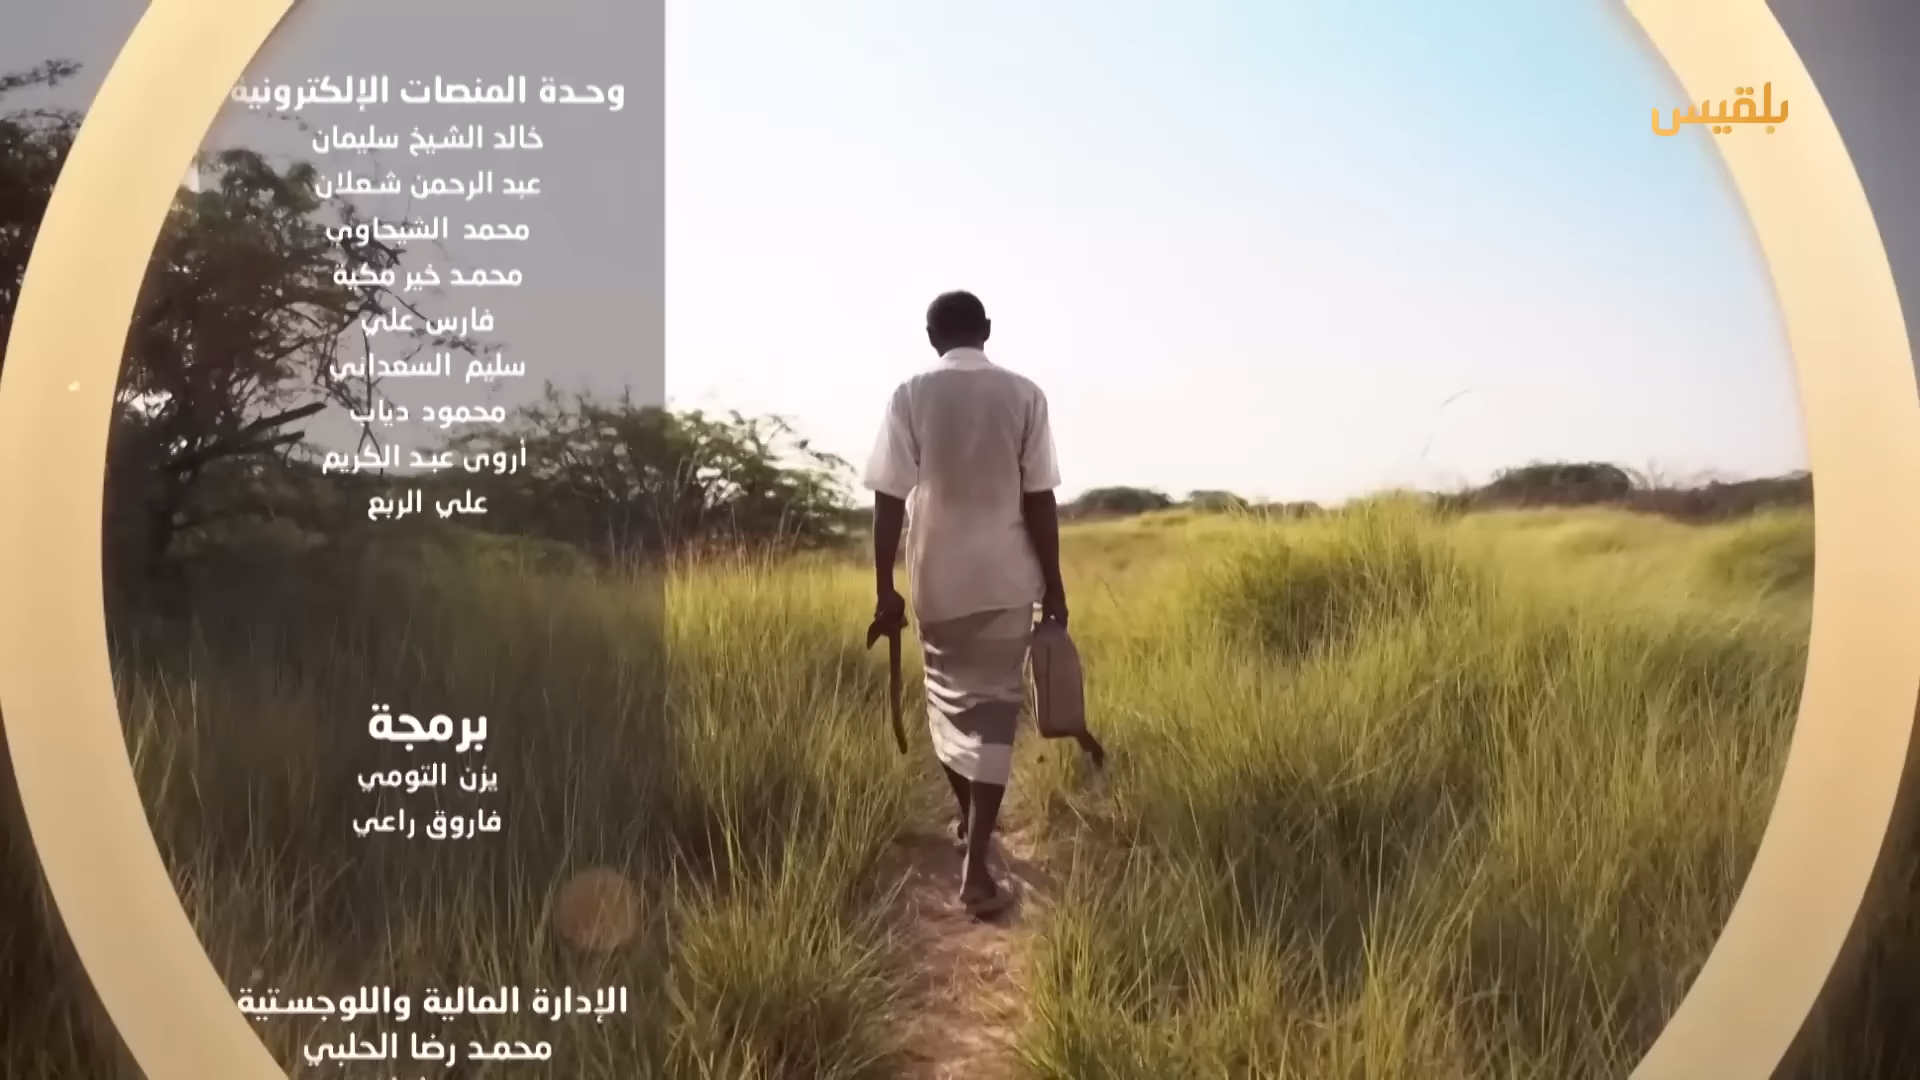 بلقيس
وحدة المنصات الإلكترونية
خالد الشيخ سليمان
عبد الرحمن شعلان
محمد الشيحاوي
محمد خير مكية
فارس علي
سليم السعداني
محمود دياب
أروى عبد الكريم
علي الربع
برمجة
يزن التومي
فاروق راعي
الإدارة المالية واللوجستية
محمد رضا الحلبي